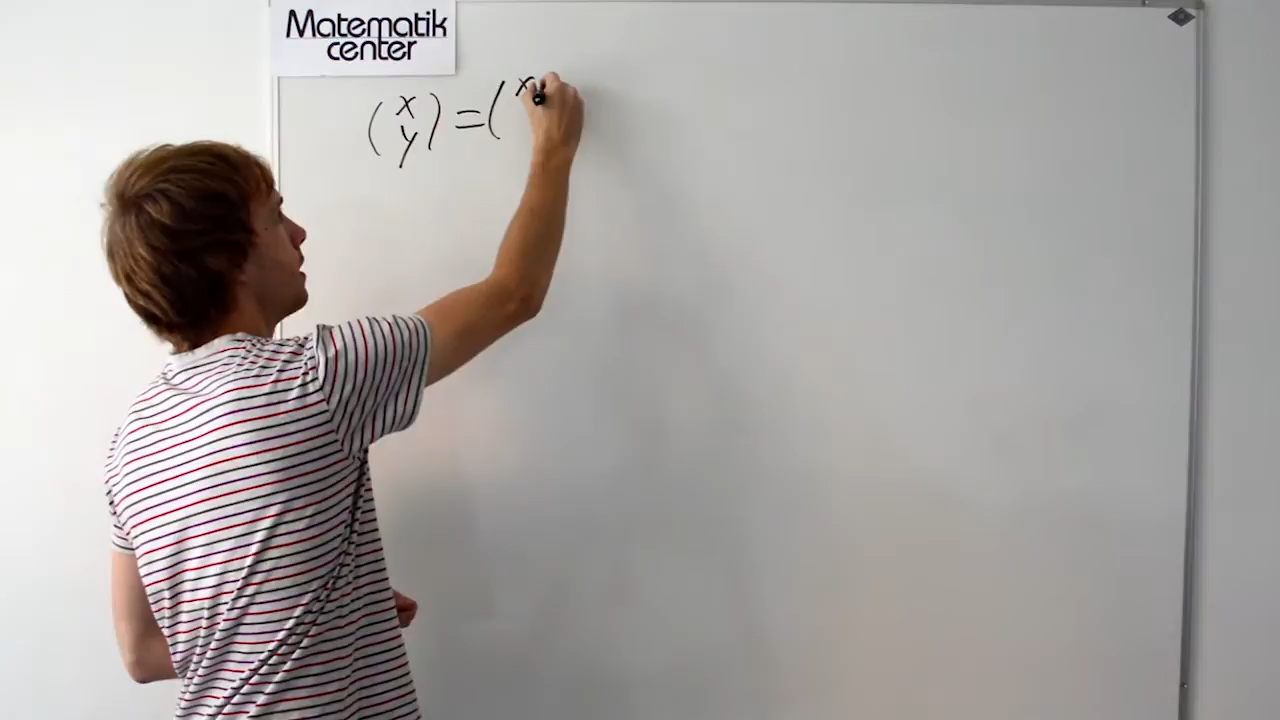 Matematik
center
(x
y) = (x